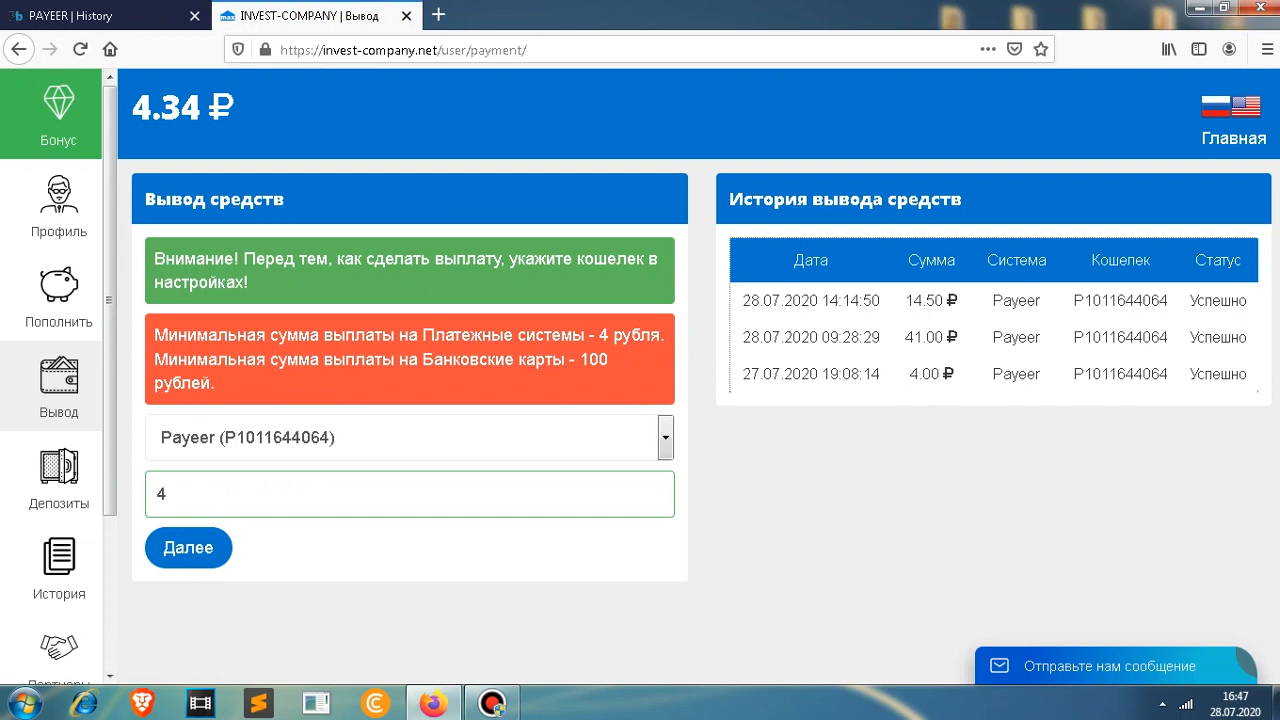 PAYEER | History
INVEST-COMPANY | Вывод
https://invest-company.net/user/payment/
4.34 ₽
Главная
Бонус
Профиль
Пополнить
Вывод
Депозиты
История
Партнеры
Вывод средств
Внимание! Перед тем, как сделать выплату, укажите кошелек в
настройках!
Минимальная сумма выплаты на Платежные системы - 4 рубля.
Минимальная сумма выплаты на Банковские карты - 100
рублей.
Payeer (P1011644064)
4
Далее
История вывода средств
Дата Сумма Система Кошелек Статус
28.07.2020 14:14:50 14.50 ₽ Payeer P1011644064 Успешно
28.07.2020 09:28:29 41.00 ₽ Payeer P1011644064 Успешно
27.07.2020 19:08:14 4.00 ₽ Payeer P1011644064 Успешно
Отправьте нам сообщение
16:47
28.07.2020